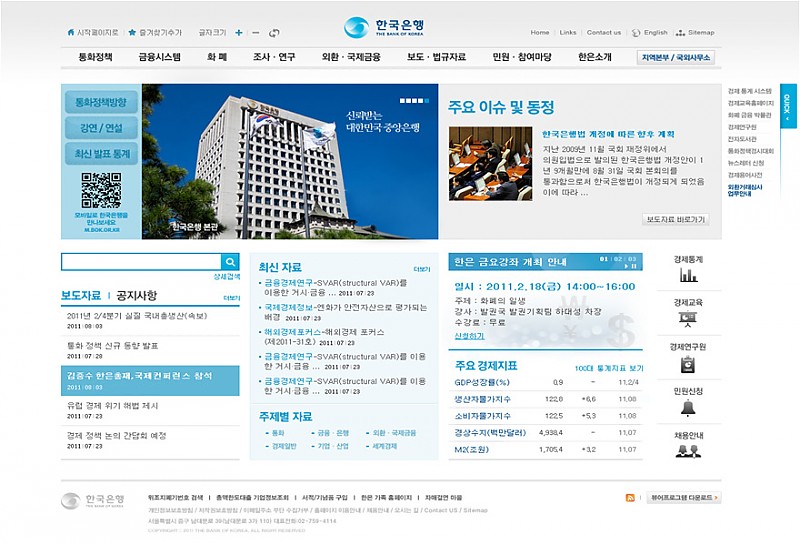 시작페이지로 즐겨찾기추가 글자크기
한국은행
THE BANK OF KOREA
Home | Links | Contact us | English | Sitemap
통화정책 금융시스템 화 폐 조사 · 연구 외환 · 국제금융 보도 · 법규자료 민원 · 참여마당 한은소개 지역본부 / 국외사무소
통화정책방향
강연 / 연설
최신 발표 통계
모바일로 한국은행을
만나보세요
M.BOK.OR.KR
신뢰받는
대한민국 중앙은행
한국은행 본관
주요 이슈 및 동정
한국은행법 개정에 따른 향후 계획
지난 2009년 11월 국회 재정위에서
의원입법으로 발의된 한국은행법 개정안이 1
년 9개월만에 8월 31일 국회 본회의를
통과함으로써 한국은행법이 개정되게 되었음
이에 따라 ...
보도자료 바로가기
QUICK
경제 통계 시스템
경제교육홈페이지
화폐 금융 박물관
경제연구원
전자도서관
통화정책경시대회
뉴스레터 신청
경제용어사전
외환거래심사
업무안내
상세검색
보도자료 | 공지사항 더보기
2011년 2/4분기 실질 국내총생산(속보)
2011|08|03
통화 정책 신규 동향 발표
2011|07|28
김중수 한은총재,국제컨퍼런스 참석
2011|08|03
유럽 경제 위기 해법 제시
2011|07|23
경제 정책 논의 간담회 예정
2011|07|23
최신 자료 더보기
금융경제연구-SVAR(structural VAR)를
이용한 거시·금융 ... 2011|07|23
국제경제정보-엔화가 안전자산으로 평가되는
배경 2011|07|23
해외경제포커스-해외경제 포커스
(제2011-31호) 2011|07|23
금융경제연구-SVAR(structural VAR)를 이용
한 거시·금융 ... 2011|07|23
금융경제연구-SVAR(structural VAR)를 이용
한 거시·금융 ... 2011|07|23
주제별 자료
통화 금융 · 은행 외환 · 국제금융
경제일반 기업 · 산업 세계경제
한은 금요강좌 개최 안내 01 | 02 | 03
일시 : 2011.2.18(금) 14:00~16:00
주제 : 화폐의 일생
강사 : 발권국 발권기획팀 하대성 차장
수강료 : 무료
신청하기
주요 경제지표 100대 통계지표 보기
GDP성장률(%) 0,9 - 11,2/4
생산자물가지수 122,8 +6,6 11,08
소비자물가지수 122,5 +5,3 11,08
경상수지(백만달러) 4,938,4 - 11,07
M2(조원) 1,705,4 +3,2 11,07
경제통계
경제교육
경제연구원
민원신청
채용안내
한국은행
THE BANK OF KOREA
위조지폐기번호 검색 | 총액한도대출 기업정보조회 | 서적/기념품 구입 | 한은 가족 홈페이지 | 자매결연 마을
뷰어프로그램 다운로드
개인정보보호방침 / 저작권보호방침 / 이메일주소 무단 수집거부 / 홈페이지 이용안내 / 채용안내 / 오시는 길 / Contact US / Sitemap
서울특별시 중구 남대문로 39(남대문로 3가 110) 대표전화:02-759-4114
COPYRIGHT © 2011 THE BANK OF KOREA. ALL RIGHT RESERVED